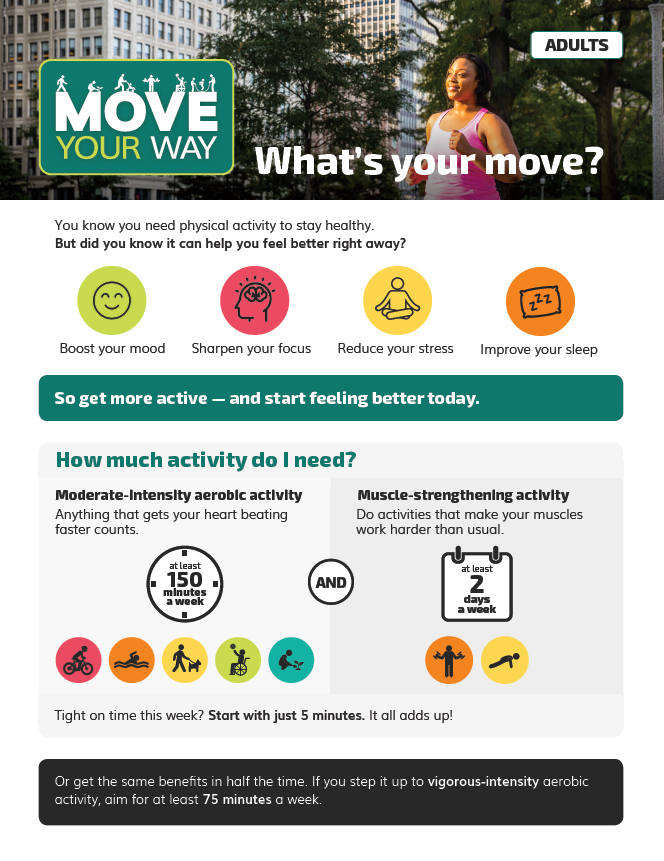 ADULTS
MOVE
YOUR WAY
What's your move?
You know you need physical activity to stay healthy.
But did you know it can help you feel better right away?
Boost your mood
Sharpen your focus
Reduce your stress
Improve your sleep
So get more active — and start feeling better today.
How much activity do I need?
Moderate-intensity aerobic activity
Anything that gets your heart beating
faster counts.
at least
150
minutes
a week
AND
Muscle-strengthening activity
Do activities that make your muscles
work harder than usual.
at least
2
days
a week
Tight on time this week? Start with just 5 minutes. It all adds up!
Or get the same benefits in half the time. If you step it up to vigorous-intensity aerobic
activity, aim for at least 75 minutes a week.